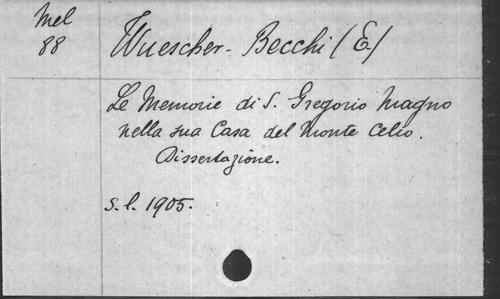 Mel
88
Wuescher-Becchi (E.)
Le Memorie di S. Gregorio Magno
nella sua Casa del Monte Celio.
Dissertazione.
s.l. 1905.